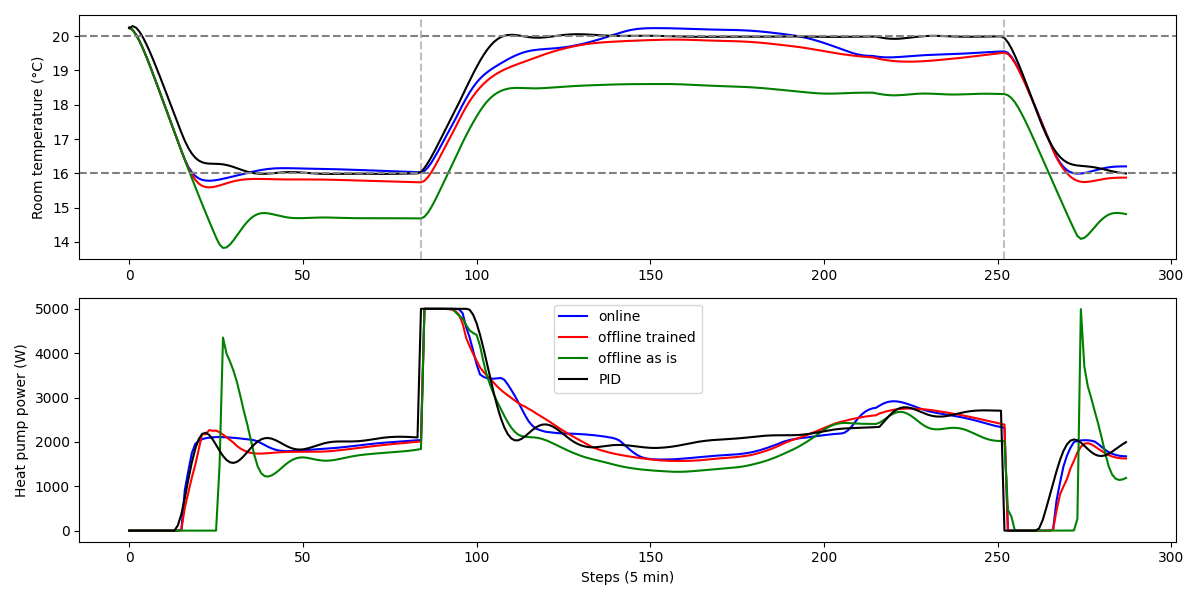 Room temperature (°C)
20
19
18
17
16
15
14
0 50 100 150 200 250 300
Heat pump power (W)
5000
4000
3000
2000
1000
0
online
offline trained
offline as is
PID
0 50 100 150 200 250 300
Steps (5 min)